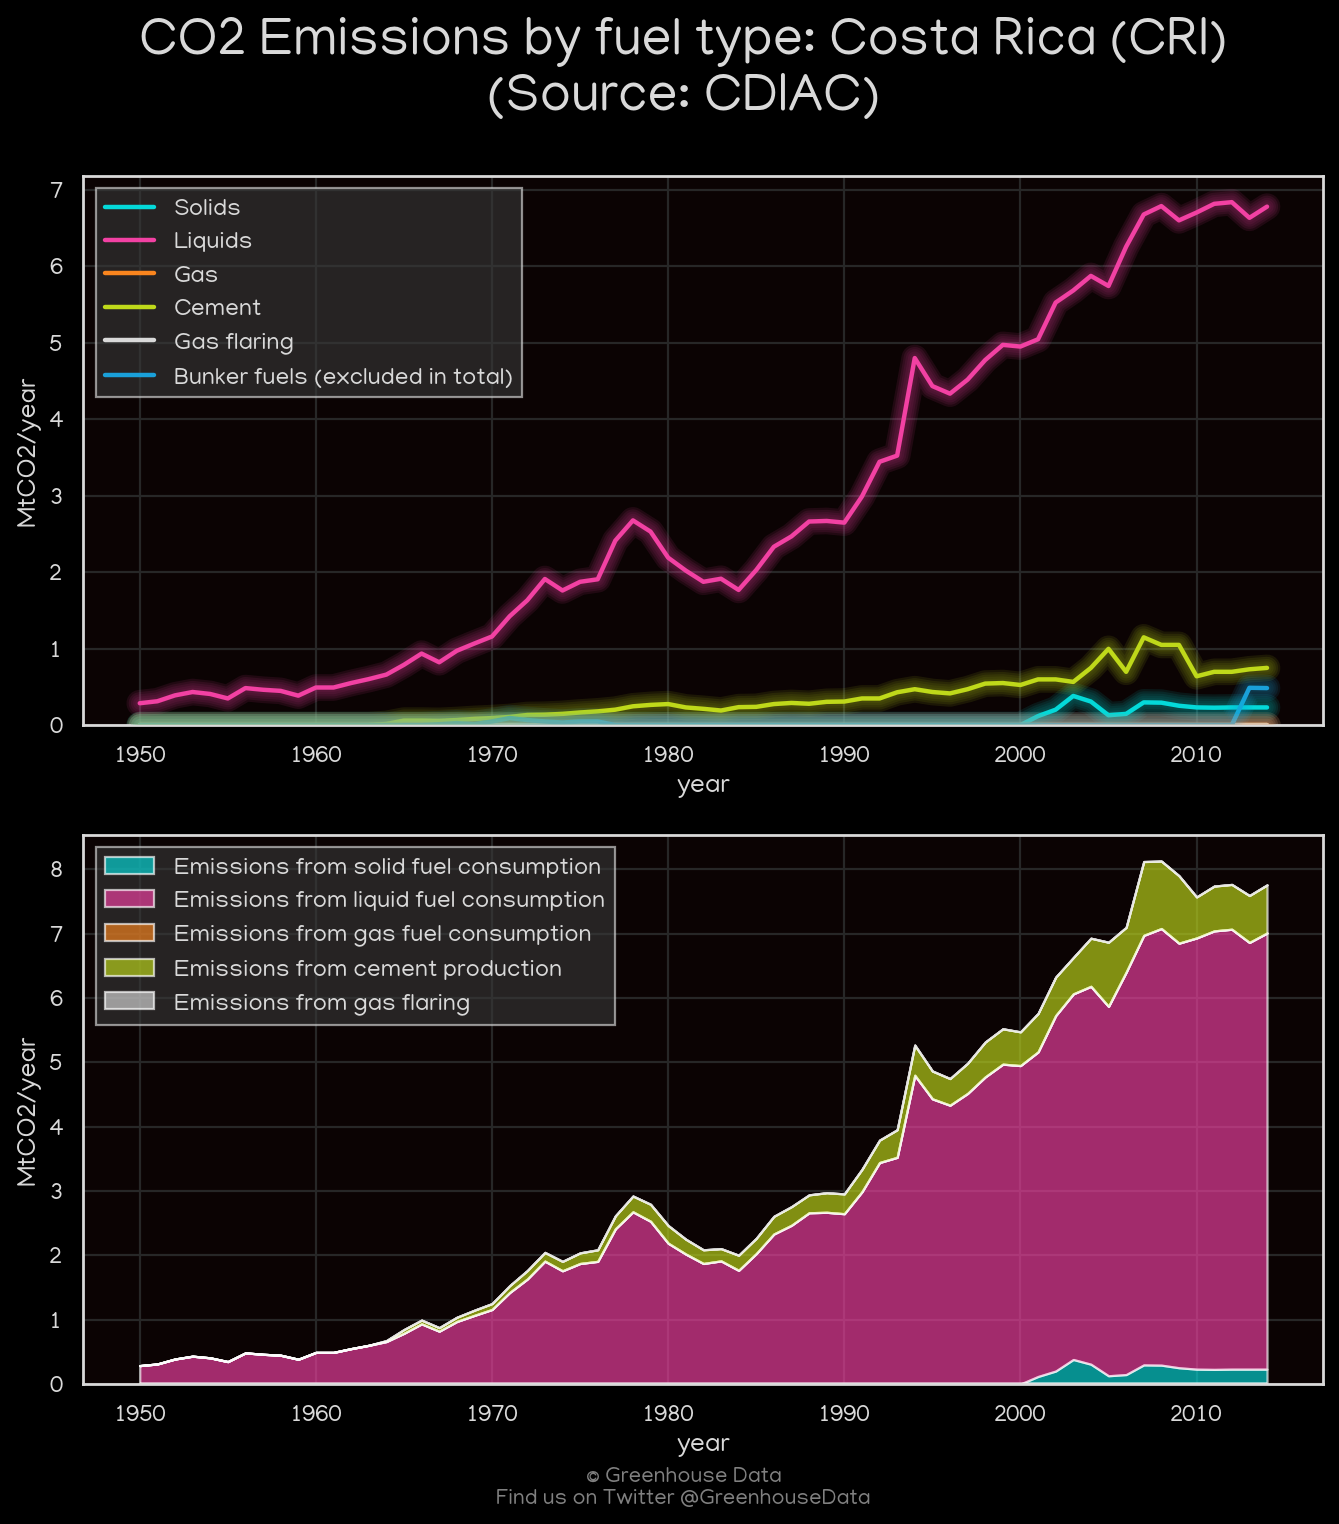 CO2 Emissions by fuel type: Costa Rica (CRI)
(Source: CDIAC)
7
6
5
4
3
2
1
0
MtCO2/year
Solids
Liquids
Gas
Cement
Gas flaring
Bunker fuels (excluded in total)
1950 1960 1970 1980 1990 2000 2010
year
8
7
6
5
4
3
2
1
0
MtCO2/year
Emissions from solid fuel consumption
Emissions from liquid fuel consumption
Emissions from gas fuel consumption
Emissions from cement production
Emissions from gas flaring
1950 1960 1970 1980 1990 2000 2010
year
© Greenhouse Data
Find us on Twitter @GreenhouseData